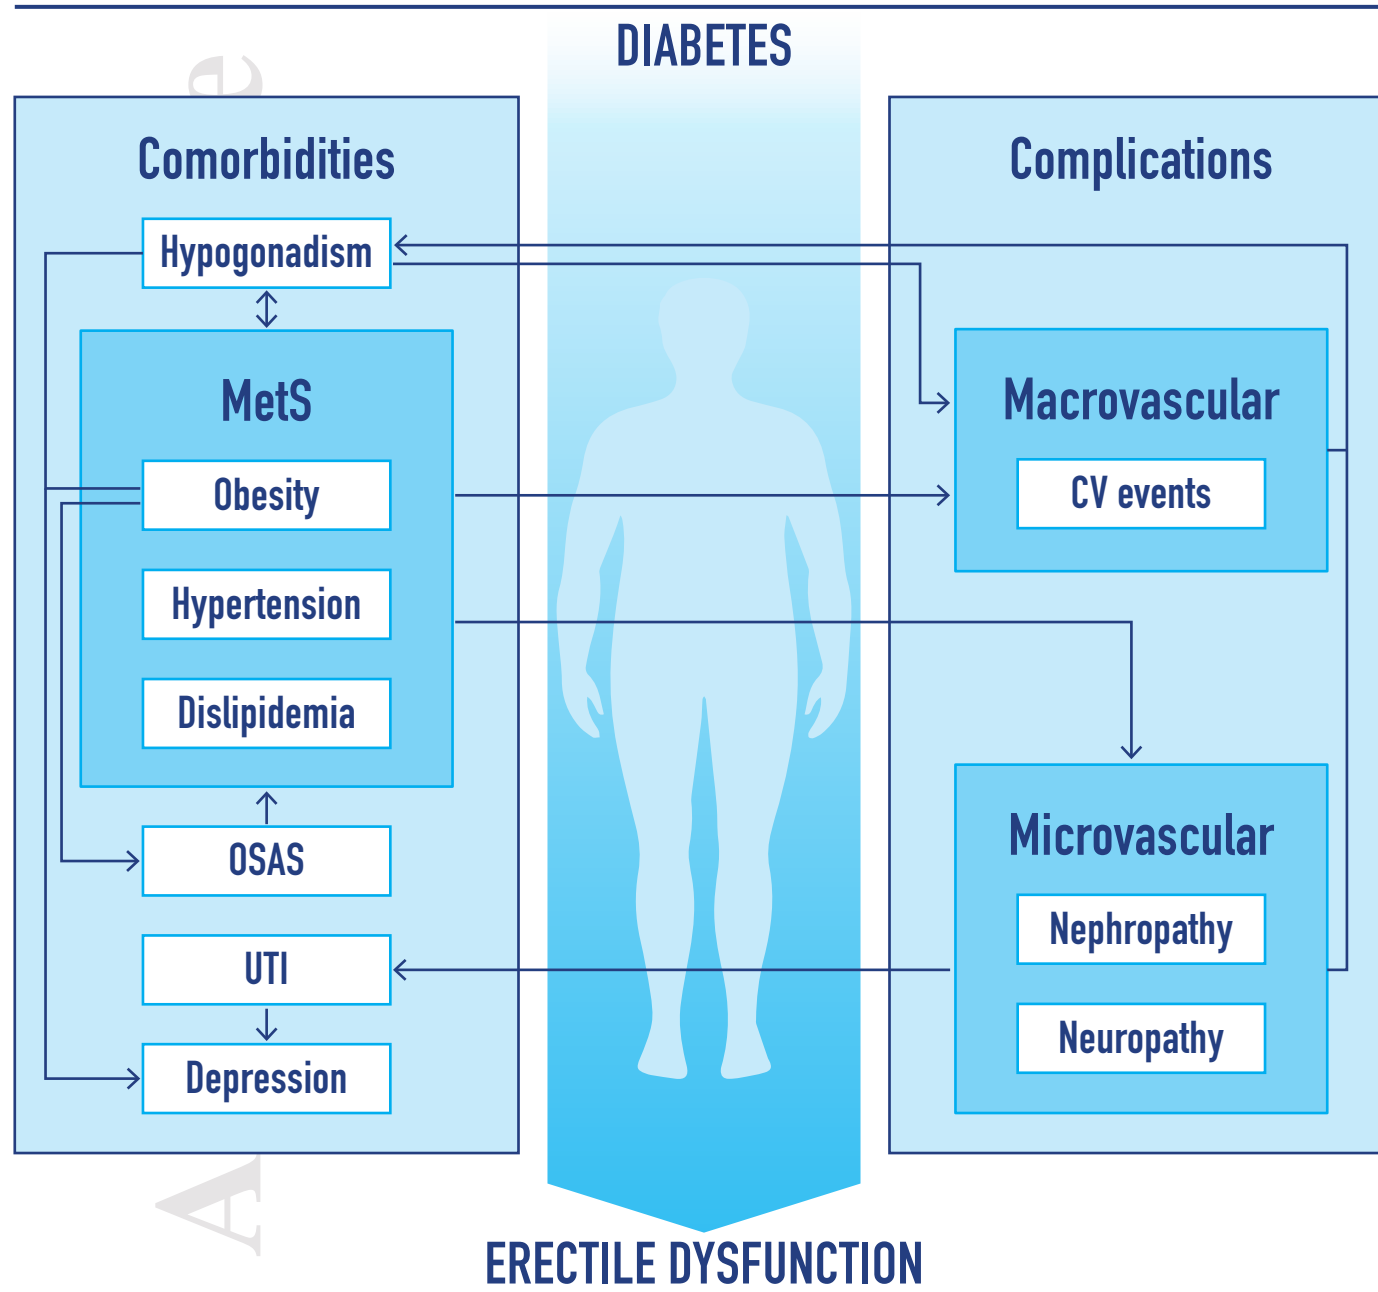 DIABETES
Comorbidities
Hypogonadism
MetS
Obesity
Hypertension
Dislipidemia
OSAS
UTI
Depression
Complications
Macrovascular
CV events
Microvascular
Nephropathy
Neuropathy
ERECTILE DYSFUNCTION
A
e